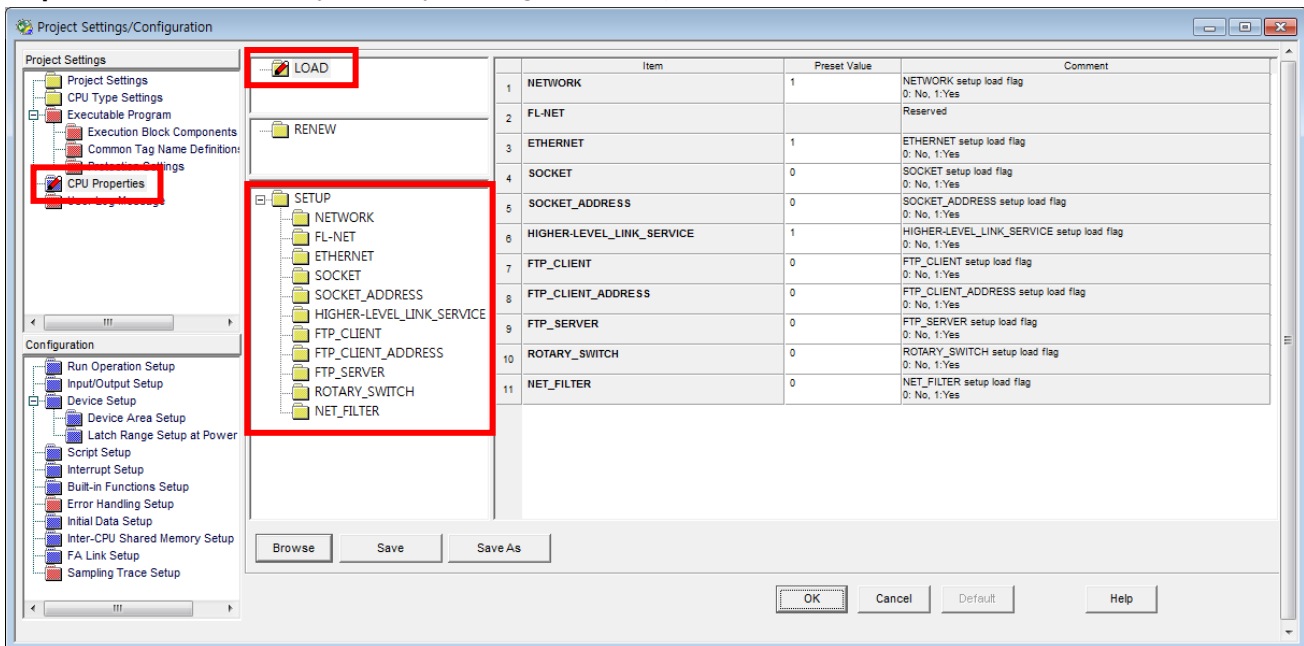 Project Settings/Configuration
Project Settings
Project Settings
CPU Type Settings
Executable Program
Execution Block Components
Common Tag Name Definition
CPU Properties
LOAD
RENEW
SETUP
NETWORK
FL-NET
ETHERNET
SOCKET
SOCKET_ADDRESS
HIGHER-LEVEL_LINK_SERVICE
FTP_CLIENT
FTP_CLIENT_ADDRESS
FTP_SERVER
ROTARY_SWITCH
NET_FILTER
Item Preset Value Comment
1 NETWORK 1 NETWORK setup load flag
0: No, 1:Yes
2 FL-NET Reserved
3 ETHERNET 1 ETHERNET setup load flag
0: No, 1:Yes
4 SOCKET 0 SOCKET setup load flag
0: No, 1:Yes
5 SOCKET_ADDRESS 0 SOCKET_ADDRESS setup load flag
0: No, 1:Yes
6 HIGHER-LEVEL_LINK_SERVICE 1 HIGHER-LEVEL_LINK_SERVICE setup load flag
0: No, 1:Yes
7 FTP_CLIENT 0 FTP_CLIENT setup load flag
0: No, 1:Yes
8 FTP_CLIENT_ADDRESS 0 FTP_CLIENT_ADDRESS setup load flag
0: No, 1:Yes
9 FTP_SERVER 0 FTP_SERVER setup load flag
0: No, 1:Yes
10 ROTARY_SWITCH 0 ROTARY_SWITCH setup load flag
0: No, 1:Yes
11 NET_FILTER 0 NET_FILTER setup load flag
0: No, 1:Yes
Configuration
Run Operation Setup
Input/Output Setup
Device Setup
Device Area Setup
Latch Range Setup at Power
Script Setup
Interrupt Setup
Built-in Functions Setup
Error Handling Setup
Initial Data Setup
Inter-CPU Shared Memory Setup
FA Link Setup
Sampling Trace Setup
Browse Save Save As
OK Cancel Default Help